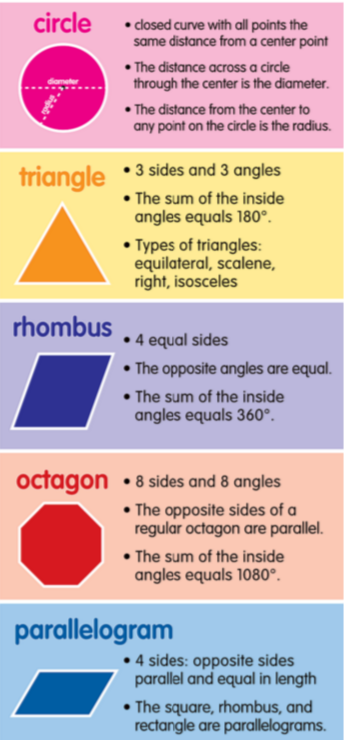 circle
• closed curve with all points the
same distance from a center point
• The distance across a circle
through the center is the diameter.
• The distance from the center to
any point on the circle is the radius.
diameter
radius
triangle
• 3 sides and 3 angles
• The sum of the inside
angles equals 180°.
• Types of triangles:
equilateral, scalene,
right, isosceles
rhombus
• 4 equal sides
• The opposite angles are equal.
• The sum of the inside
angles equals 360°.
octagon
• 8 sides and 8 angles
• The opposite sides of a
regular octagon are parallel.
• The sum of the inside
angles equals 1080°.
parallelogram
• 4 sides: opposite sides
parallel and equal in length
• The square, rhombus, and
rectangle are parallelograms.